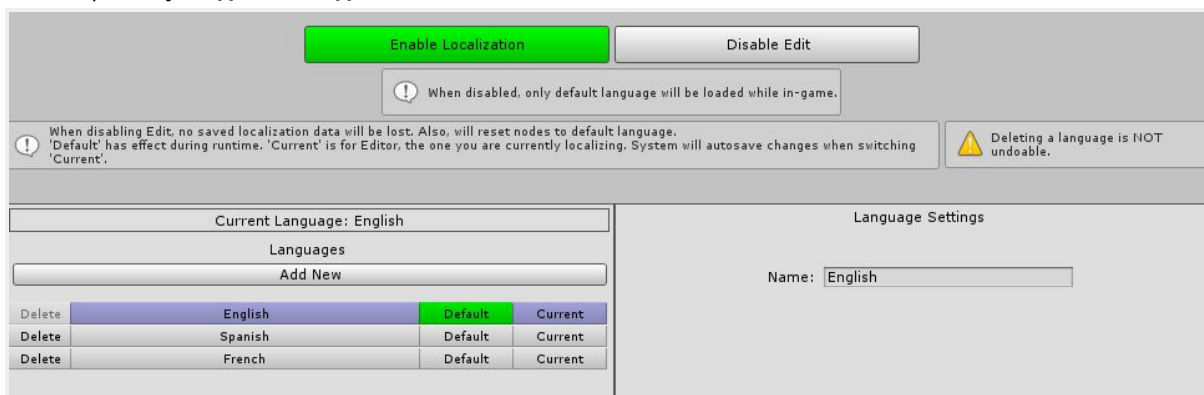 Enable Localization
Disable Edit
When disabled, only default language will be loaded while in-game.
When disabling Edit, no saved localization data will be lost. Also, will reset nodes to default language.
'Default' has effect during runtime. 'Current' is for Editor, the one you are currently localizing. System will autosave changes when switching
'Current'.
Deleting a language is NOT
undoable.
Current Language: English
Languages
Add New
Delete English Default Current
Delete Spanish Default Current
Delete French Default Current
Language Settings
Name: English